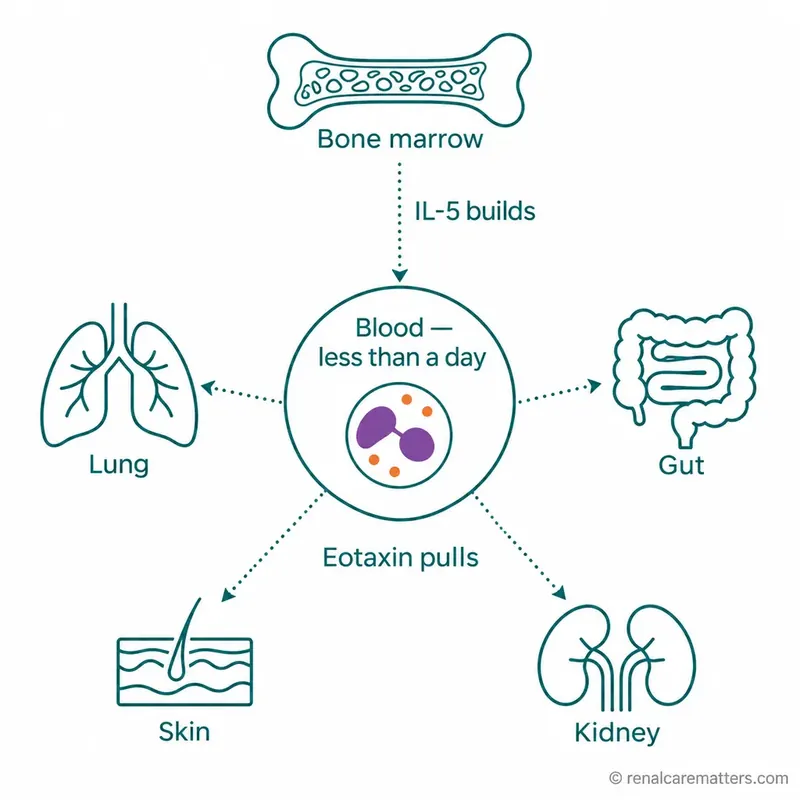 Bone marrow
IL-5 builds
Blood —
less than a day
Lung
Gut
Eotaxin pulls
Skin
Kidney
© renalcarematters.com